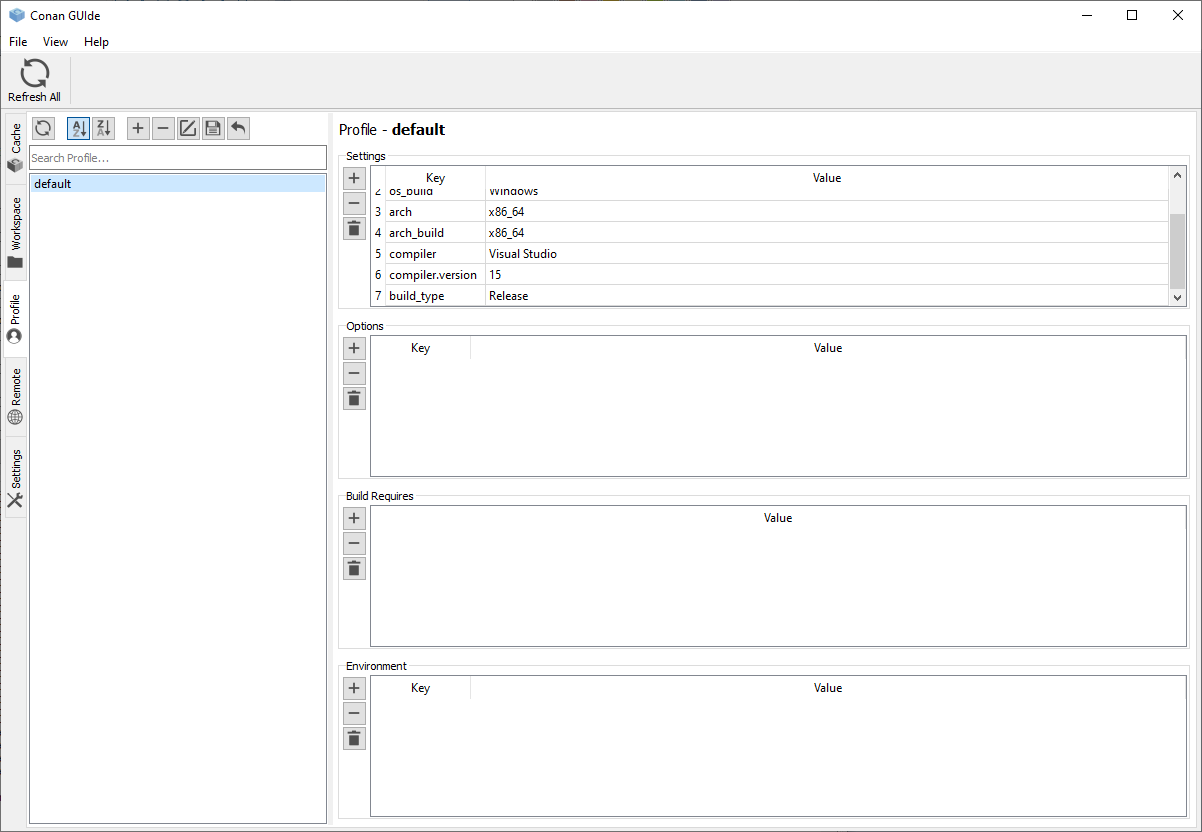 Conan GUIde
File View Help
Refresh All
Cache
Workspace
Profile
Remote
Settings
A Z
Z A
Search Profile...
default
Profile - default
Settings
Key Value
2 os_build Windows
3 arch x86_64
4 arch_build x86_64
5 compiler Visual Studio
6 compiler.version 15
7 build_type Release
Options
Key Value
Build Requires
Value
Environment
Key Value